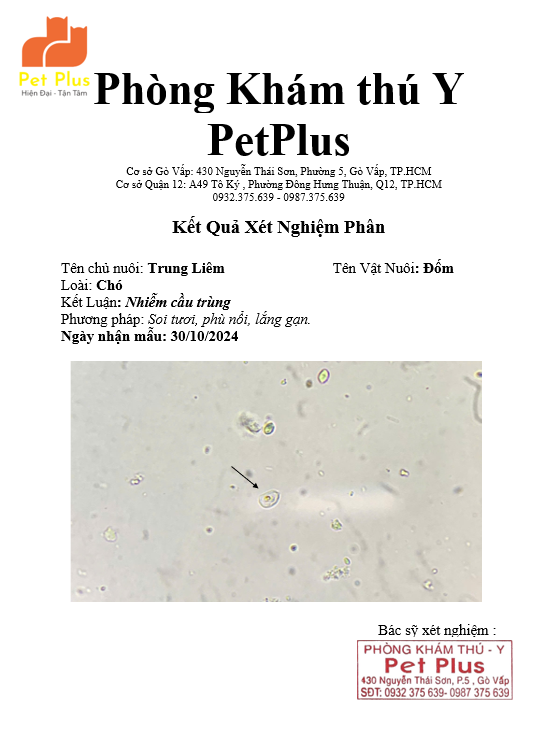 Pet Plus
Hiện Đại - Tận Tâm
Phòng Khám thú Y
PetPlus
Cơ sở Gò Vấp: 430 Nguyễn Thái Sơn, Phường 5, Gò Vấp, TP.HCM
Cơ sở Quận 12: A49 Tô Ký , Phường Đông Hưng Thuận, Q12, TP.HCM
0932.375.639 - 0987.375.639
Kết Quả Xét Nghiệm Phân
Tên chủ nuôi: Trung Liêm Tên Vật Nuôi: Đốm
Loài: Chó
Kết Luận: Nhiễm cầu trùng
Phương pháp: Soi tươi, phù nổi, lắng gạn.
Ngày nhận mẫu: 30/10/2024
Bác sỹ xét nghiệm :
PHÒNG KHÁM THÚ - Y
Pet Plus
430 Nguyễn Thái Sơn, P.5 , Gò Vấp
SĐT: 0932 375 639- 0987 375 639